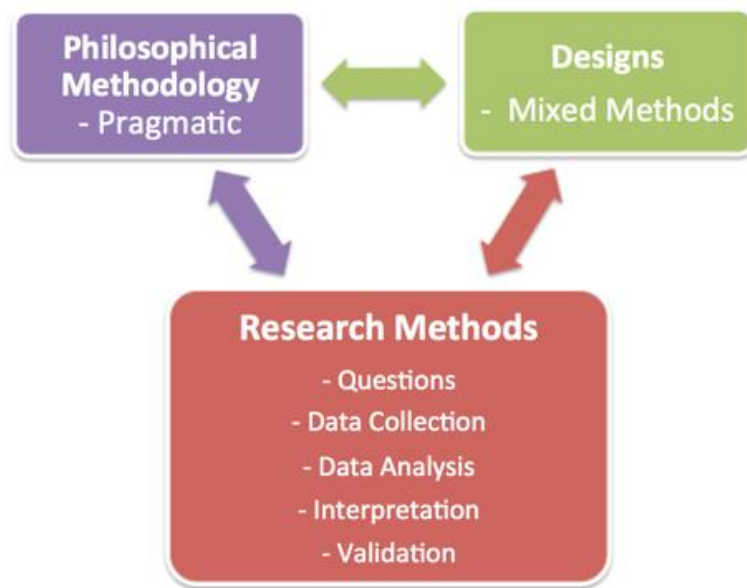 Philosophical
Methodology
- Pragmatic
Designs
- Mixed Methods
Research Methods
- Questions
- Data Collection
- Data Analysis
- Interpretation
- Validation